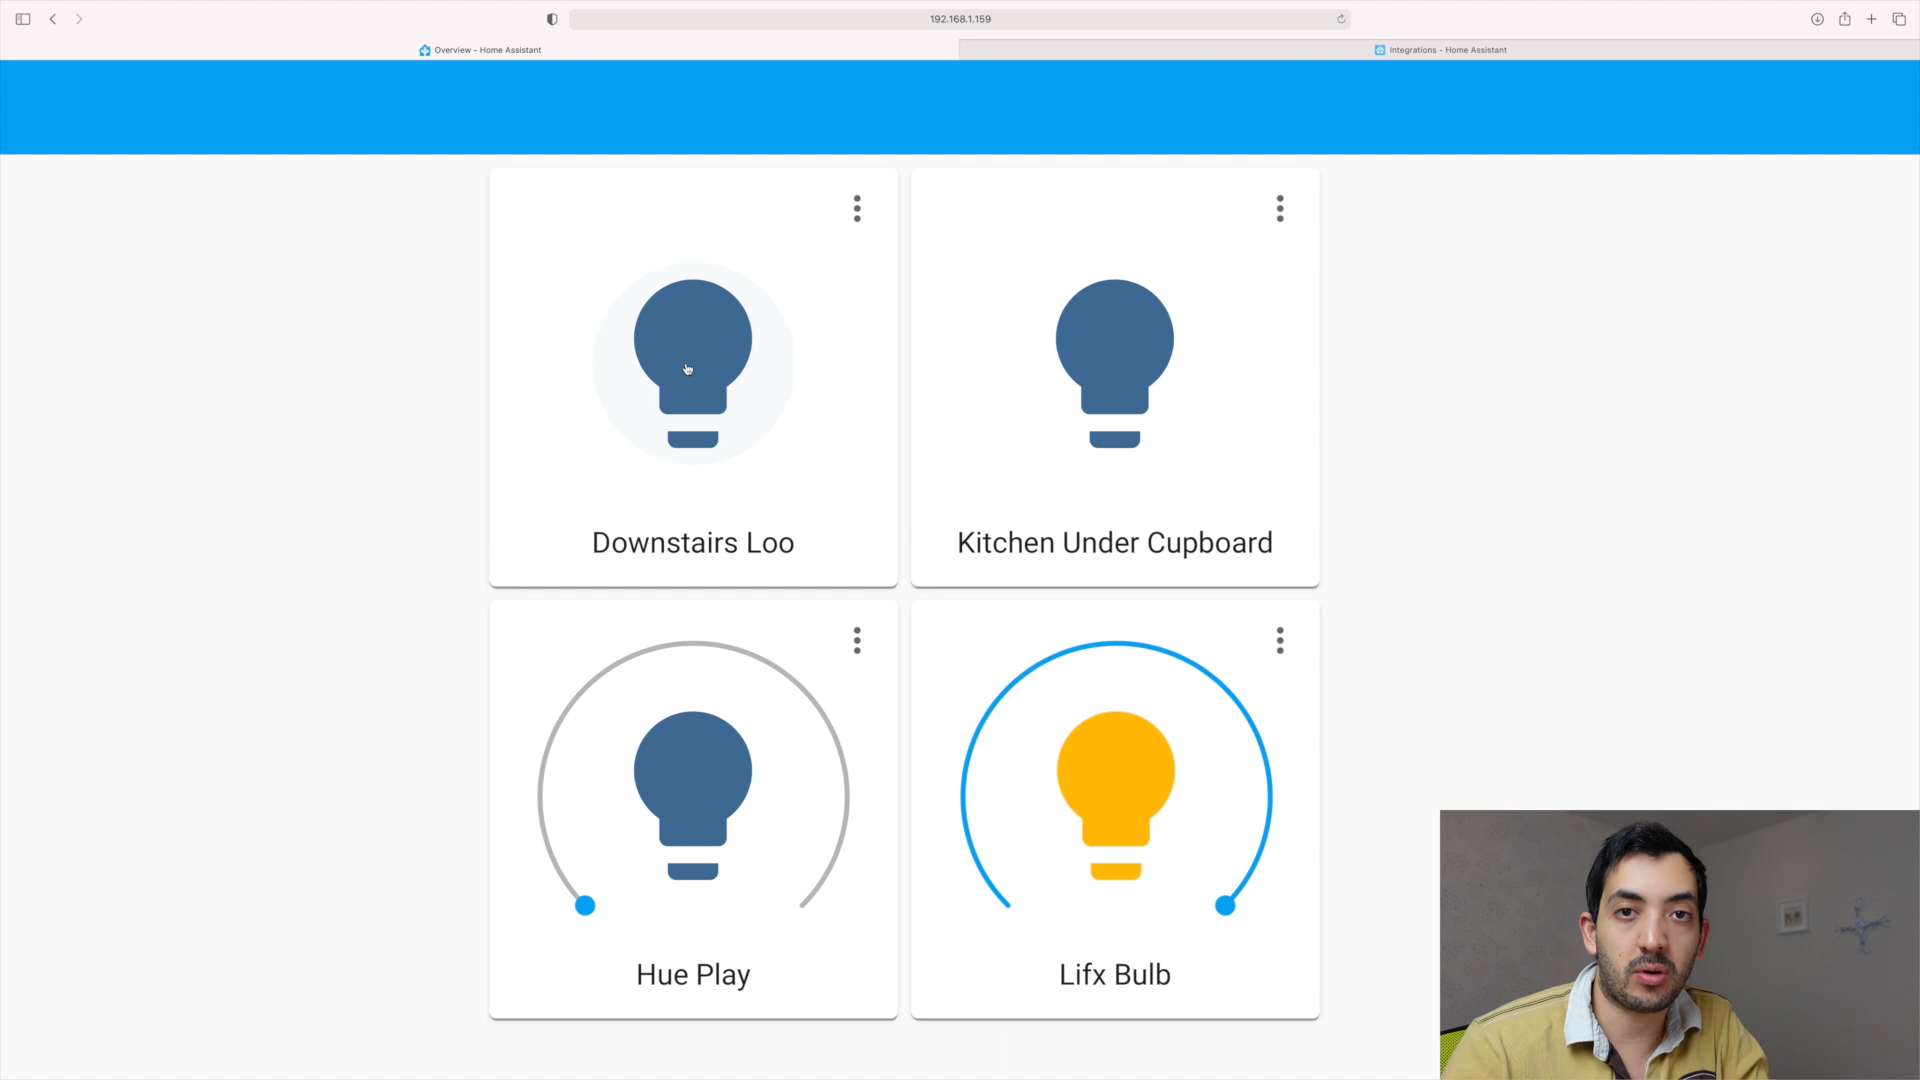 192.168.1.159
Overview - Home Assistant
Integrations - Home Assistant
Downstairs Loo
Kitchen Under Cupboard
Hue Play
Lifx Bulb